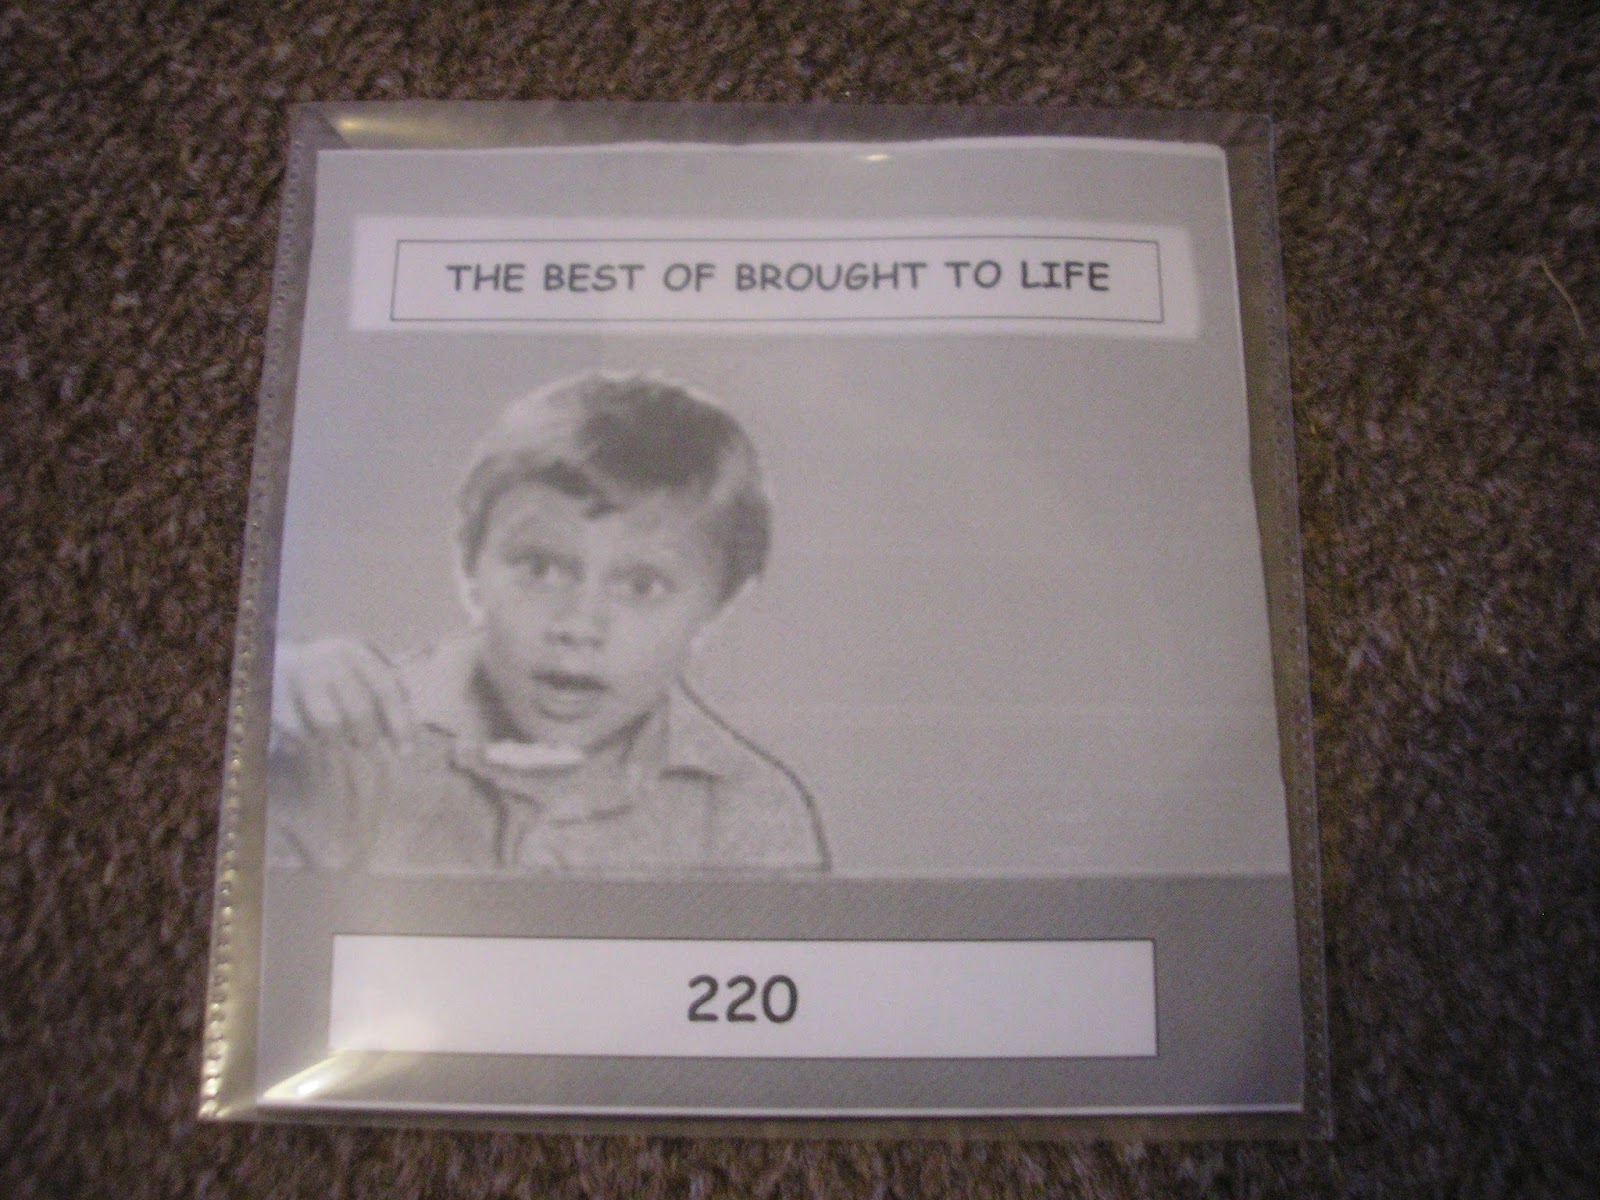 THE BEST OF BROUGHT TO LIFE
220